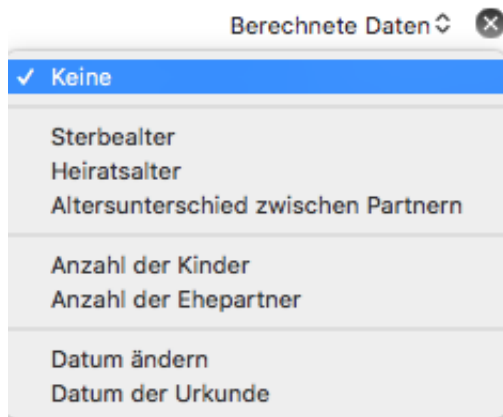 Berechnete Daten
Keine
Sterbealter
Heiratsalter
Altersunterschied zwischen Partnern
Anzahl der Kinder
Anzahl der Ehepartner
Datum ändern
Datum der Urkunde